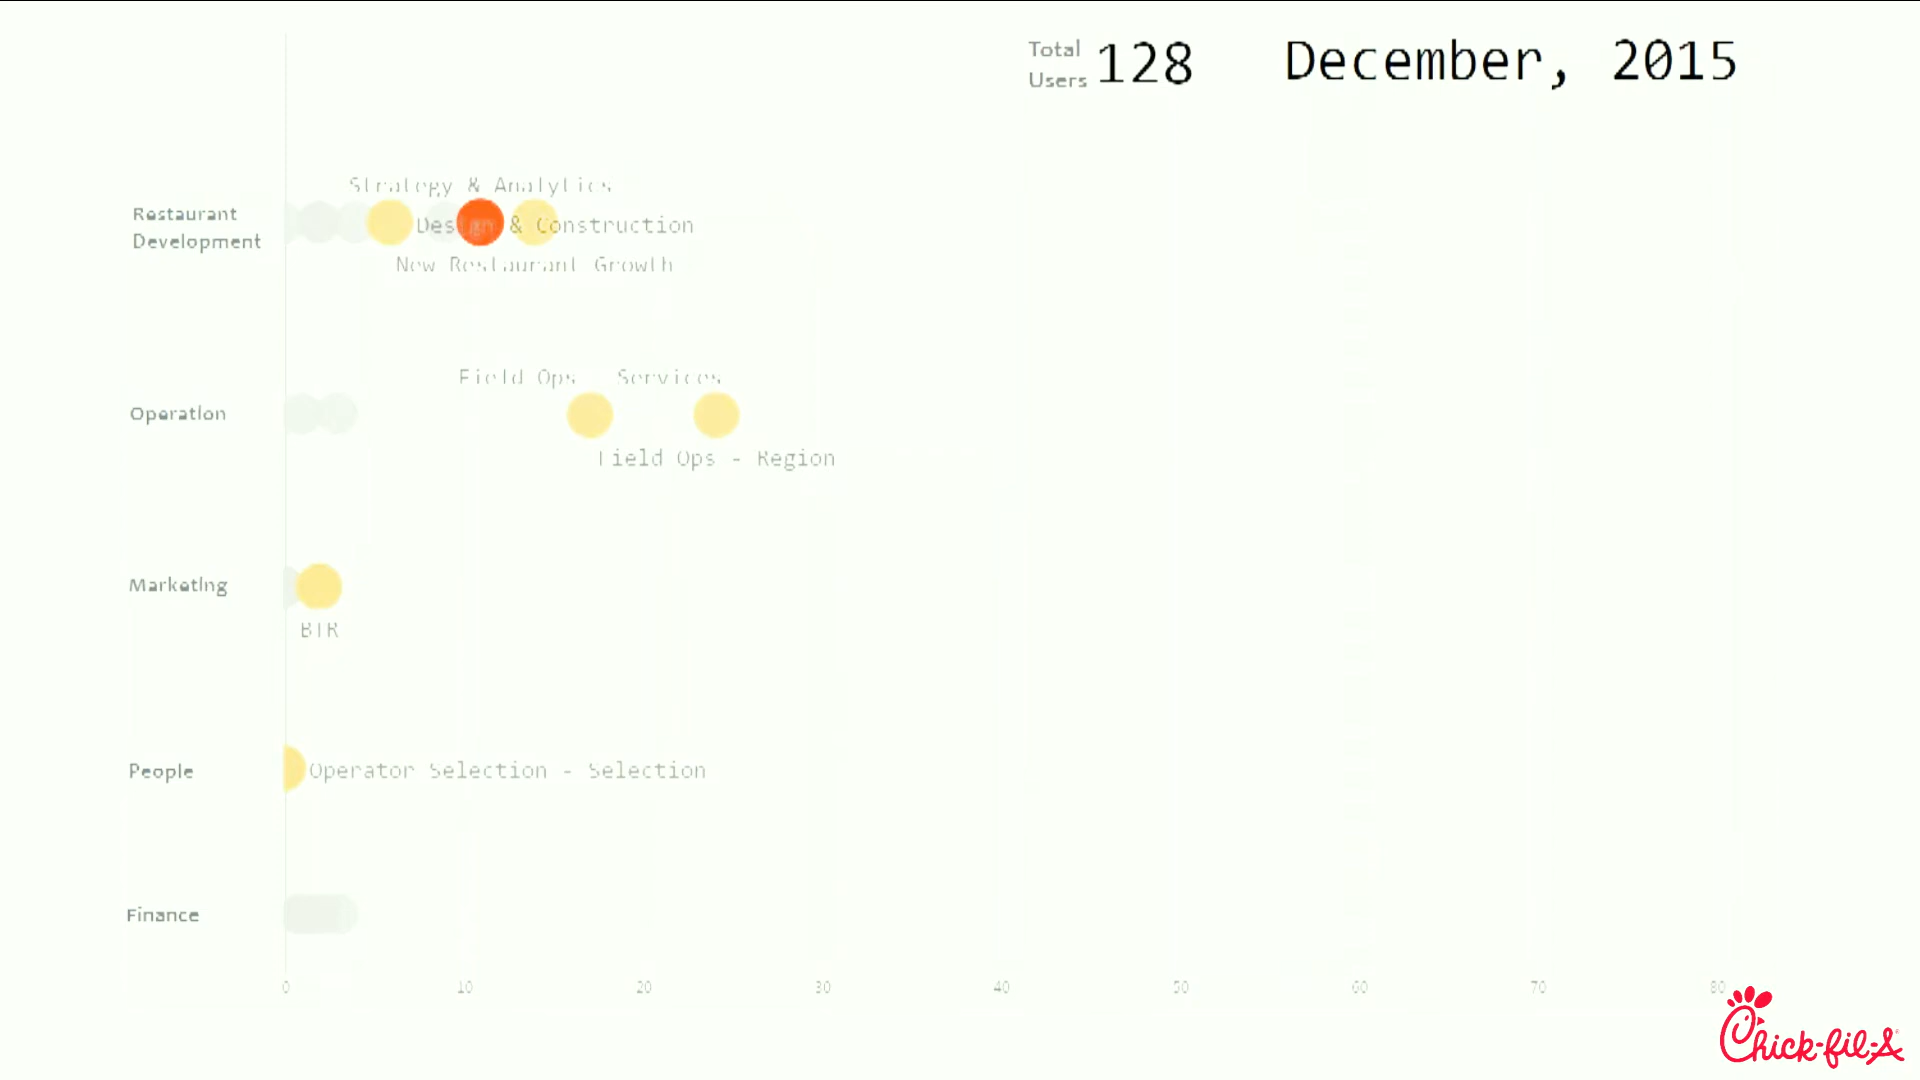 Total
Users
128
December, 2015
Strategy & Analytics
Restaurant
Development
Design & Construction
New Restaurant Growth
Field Ops - Services
Operation
Field Ops - Region
Marketing
BTR
People
Operator Selection - Selection
Finance
0 10 20 30 40 50 60 70 80
Chick-fil-A